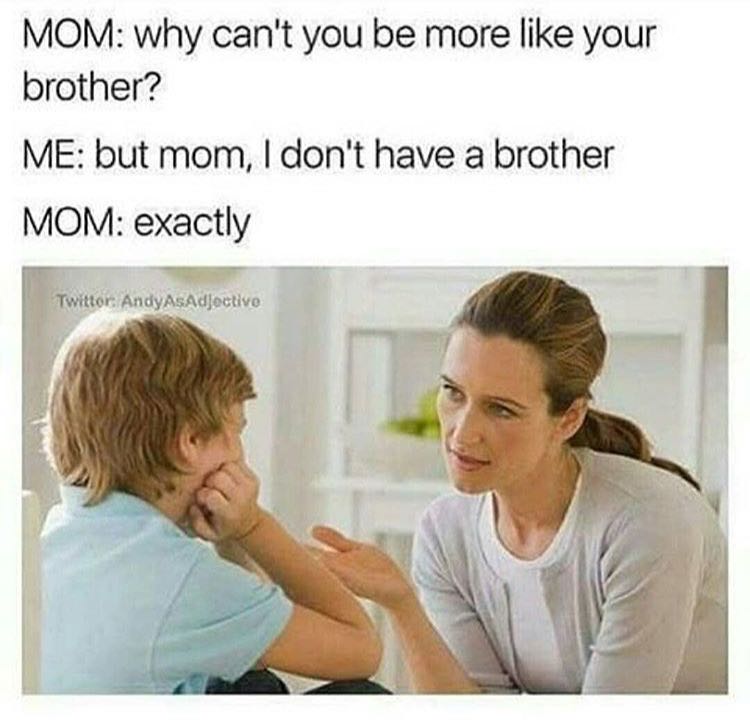 MOM: why can't you be more like your
brother?
ME: but mom, I don't have a brother
MOM: exactly
Twitter: AndyAsAdjective